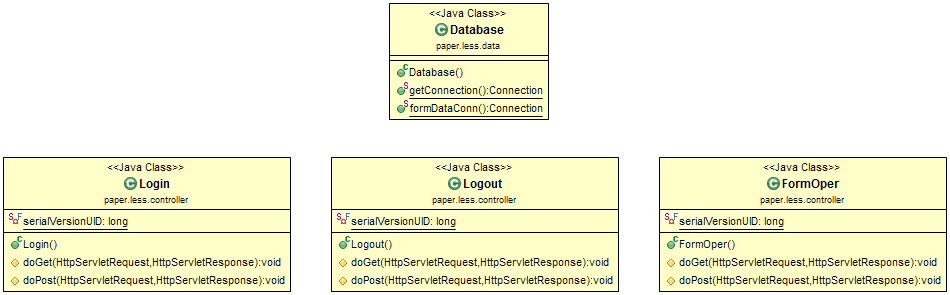 <<Java Class>>
Database
paper.less.data
Database()
getConnection():Connection
formDataConn():Connection
<<Java Class>>
Login
paper.less.controller
serialVersionUID: long
Login()
doGet(HttpServletRequest,HttpServletResponse):void
doPost(HttpServletRequest,HttpServletResponse):void
<<Java Class>>
Logout
paper.less.controller
serialVersionUID: long
Logout()
doGet(HttpServletRequest,HttpServletResponse):void
doPost(HttpServletRequest,HttpServletResponse):void
<<Java Class>>
FormOper
paper.less.controller
serialVersionUID: long
FormOper()
doGet(HttpServletRequest,HttpServletResponse):void
doPost(HttpServletRequest,HttpServletResponse):void